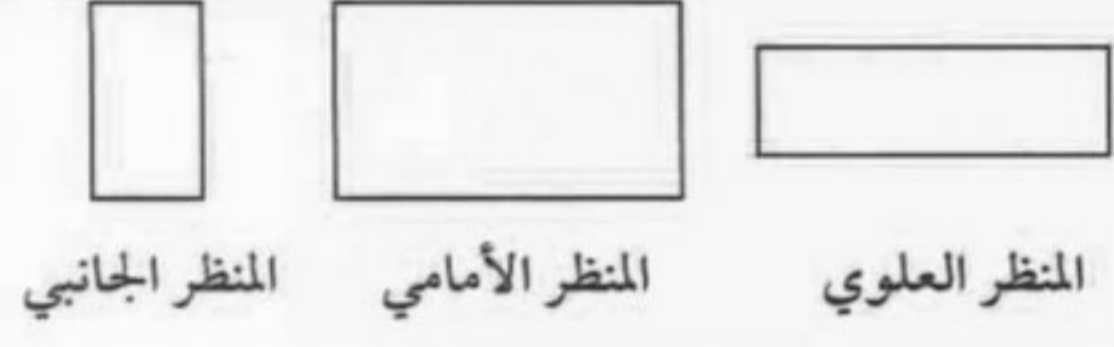 المنظر العلوي
المنظر الأمامي
المنظر الجانبي